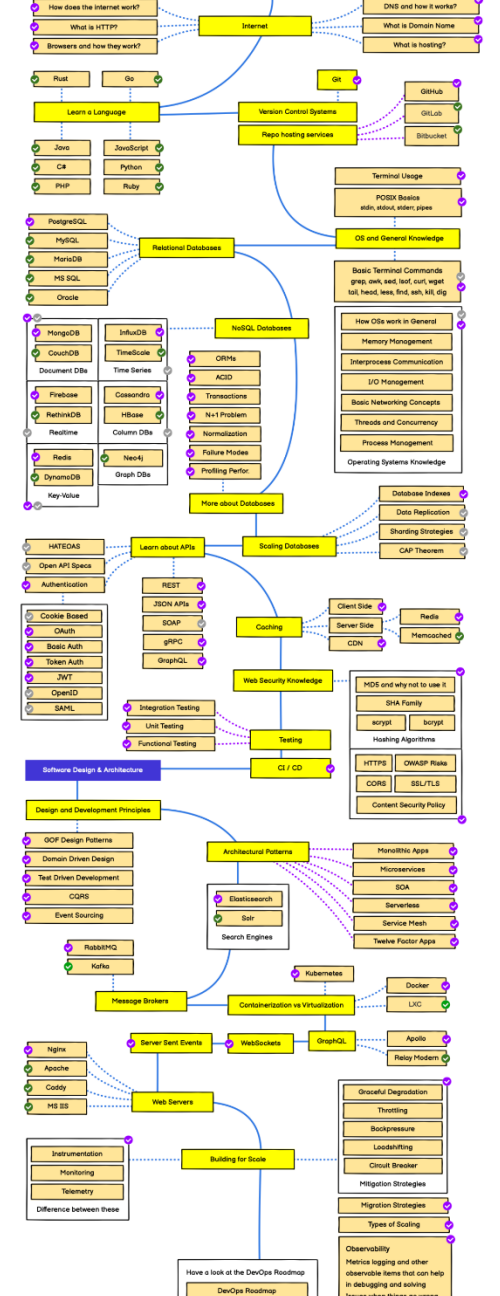 How does the internet work?
What is HTTP?
Browsers and how they work?
Internet
DNS and how it works?
What is Domain Name
What is hosting?
Rust
Go
Learn a Language
Java
JavaScript
C#
Python
PHP
Ruby
Git
Version Control Systems
Repo hosting services
GitHub
GitLab
Bitbucket
Terminal Usage
POSIX Basics
stdin, stdout, stderr, pipes
OS and General Knowledge
Basic Terminal Commands
grep, awk, sed, lsof, curl, wget
tail, head, less, find, ssh, kill, dig
How OSs work in General
Memory Management
Interprocess Communication
I/O Management
Basic Networking Concepts
Threads and Concurrency
Process Management
Operating Systems Knowledge
PostgreSQL
MySQL
MariaDB
MS SQL
Oracle
Relational Databases
NoSQL Databases
MongoDB
CouchDB
Document DBs
InfluxDB
TimeScale
Time Series
Firebase
RethinkDB
Realtime
Cassandra
HBase
Column DBs
Redis
DynamoDB
Key-Value
Neo4j
Graph DBs
ORMs
ACID
Transactions
N+1 Problem
Normalization
Failure Modes
Profiling Perfor.
More about Databases
Database Indexes
Data Replication
Sharding Strategies
CAP Theorem
Scaling Databases
Learn about APIs
HATEOAS
Open API Specs
Authentication
Cookie Based
OAuth
Basic Auth
Token Auth
JWT
OpenID
SAML
REST
JSON APIs
SOAP
gRPC
GraphQL
Caching
Client Side
Server Side
CDN
Redis
Memcached
Web Security Knowledge
MD5 and why not to use it
SHA Family
scrypt
bcrypt
Hashing Algorithms
HTTPS
OWASP Risks
CORS
SSL/TLS
Content Security Policy
Integration Testing
Unit Testing
Functional Testing
Testing
CI / CD
Software Design & Architecture
Design and Development Principles
GOF Design Patterns
Domain Driven Design
Test Driven Development
CQRS
Event Sourcing
Architectural Patterns
Monolithic Apps
Microservices
SOA
Serverless
Service Mesh
Twelve Factor Apps
Elasticsearch
Solr
Search Engines
RabbitMQ
Kafka
Message Brokers
Kubernetes
Containerization vs Virtualization
Docker
LXC
Server Sent Events
WebSockets
GraphQL
Apollo
Relay Modern
Nginx
Apache
Caddy
MS IIS
Web Servers
Graceful Degradation
Throttling
Backpressure
Loadshifting
Circuit Breaker
Mitigation Strategies
Instrumentation
Monitoring
Telemetry
Difference between these
Building for Scale
Migration Strategies
Types of Scaling
Observability
Metrics logging and other
observable items that can help
in debugging and solving
issues when things go wrong
Have a look at the DevOps Roadmap
DevOps Roadmap